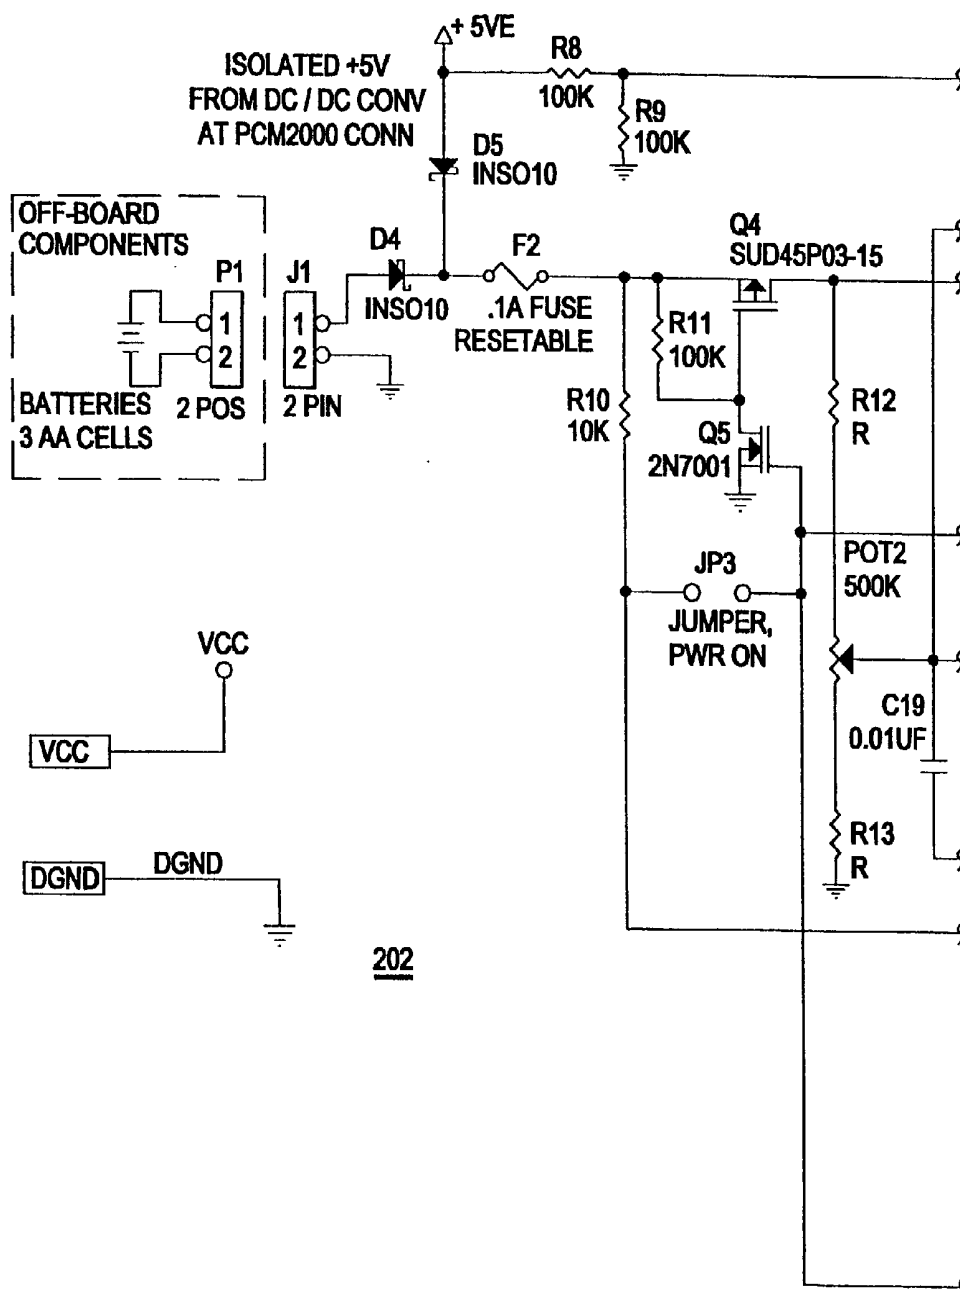 + 5VE
ISOLATED +5V
FROM DC / DC CONV
AT PCM2000 CONN
R8
100K
R9
100K
D5
INSO10
OFF-BOARD
COMPONENTS
P1
J1
D4
INSO10
F2
.1A FUSE
RESETABLE
Q4
SUD45P03-15
1
2
1
2
BATTERIES
3 AA CELLS
2 POS
2 PIN
R11
100K
R10
10K
Q5
2N7001
R12
R
JP3
JUMPER,
PWR ON
POT2
500K
VCC
VCC
C19
0.01UF
R13
R
DGND
DGND
202